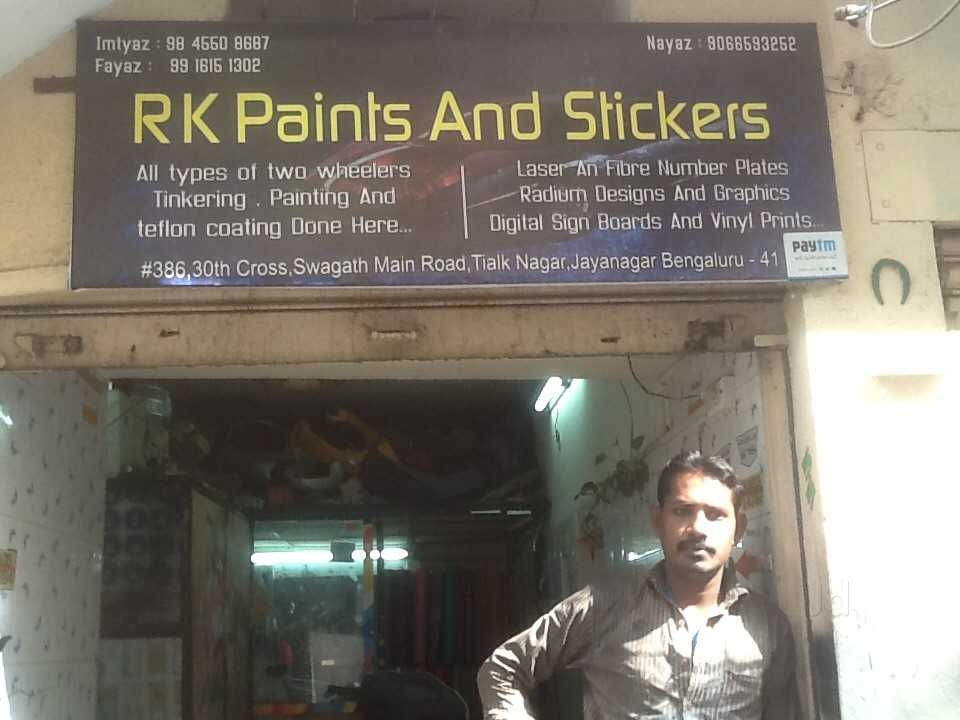 Imtyaz : 98 4550 8687
Fayaz : 99 1615 1302
Nayaz : 9066593252
RK Paints And Stickers
All types of two wheelers
Tinkering . Painting And
teflon coating Done Here...
Laser An Fibre Number Plates
Radium Designs And Graphics
Digital Sign Boards And Vinyl Prints...
#386,30th Cross,Swagath Main Road,Tialk Nagar,Jayanagar Bengaluru - 41
paytm
Jd